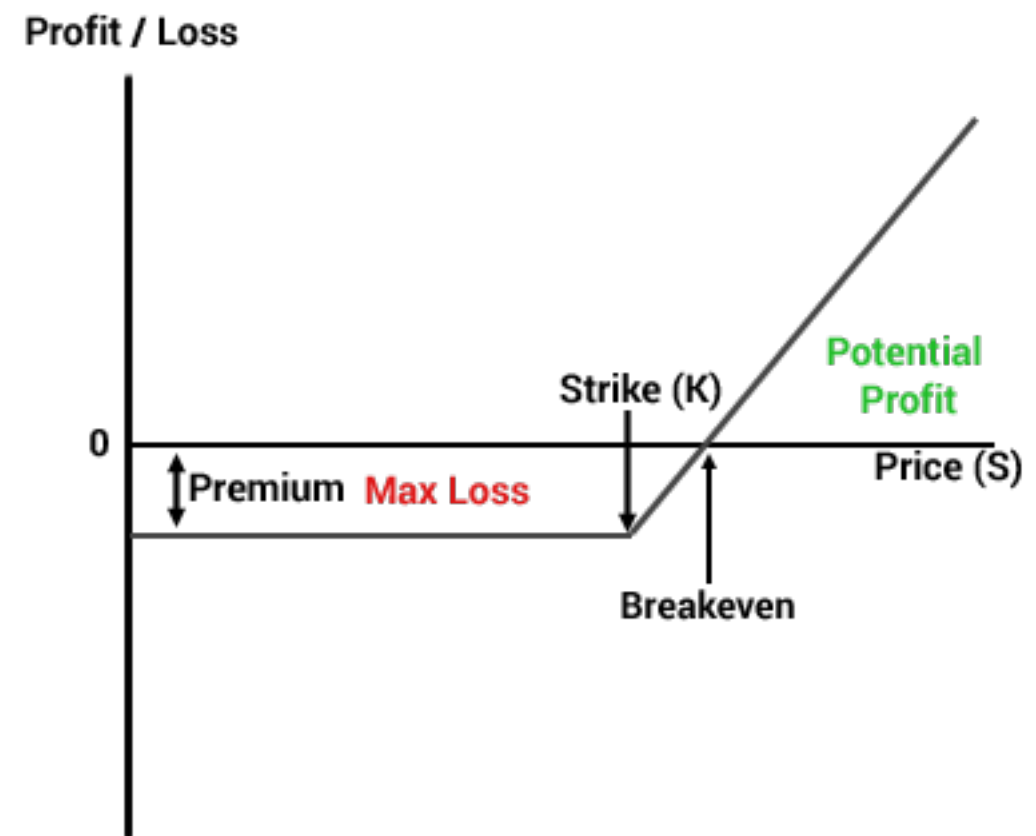 Profit / Loss
Potential
Profit
Strike (K)
0
Price (S)
Premium
Max Loss
Breakeven